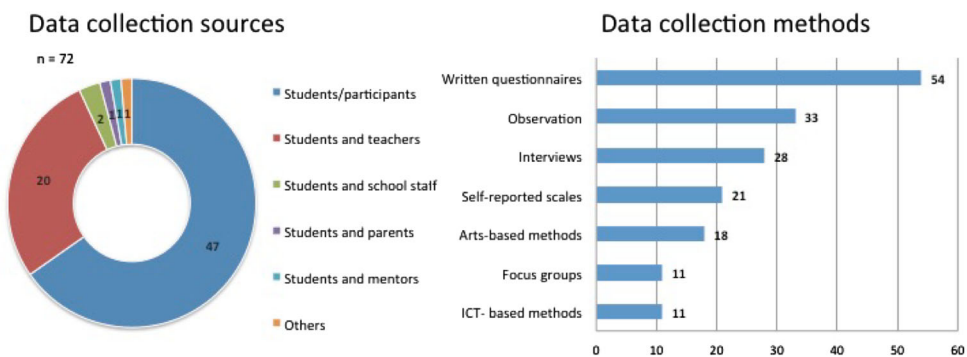 Data collection sources
n = 72
47
20
2
1
1
1
Students/participants
Students and teachers
Students and school staff
Students and parents
Students and mentors
Others
Data collection methods
Written questionnaires 54
Observation 33
Interviews 28
Self-reported scales 21
Arts-based methods 18
Focus groups 11
ICT- based methods 11
0 10 20 30 40 50 60